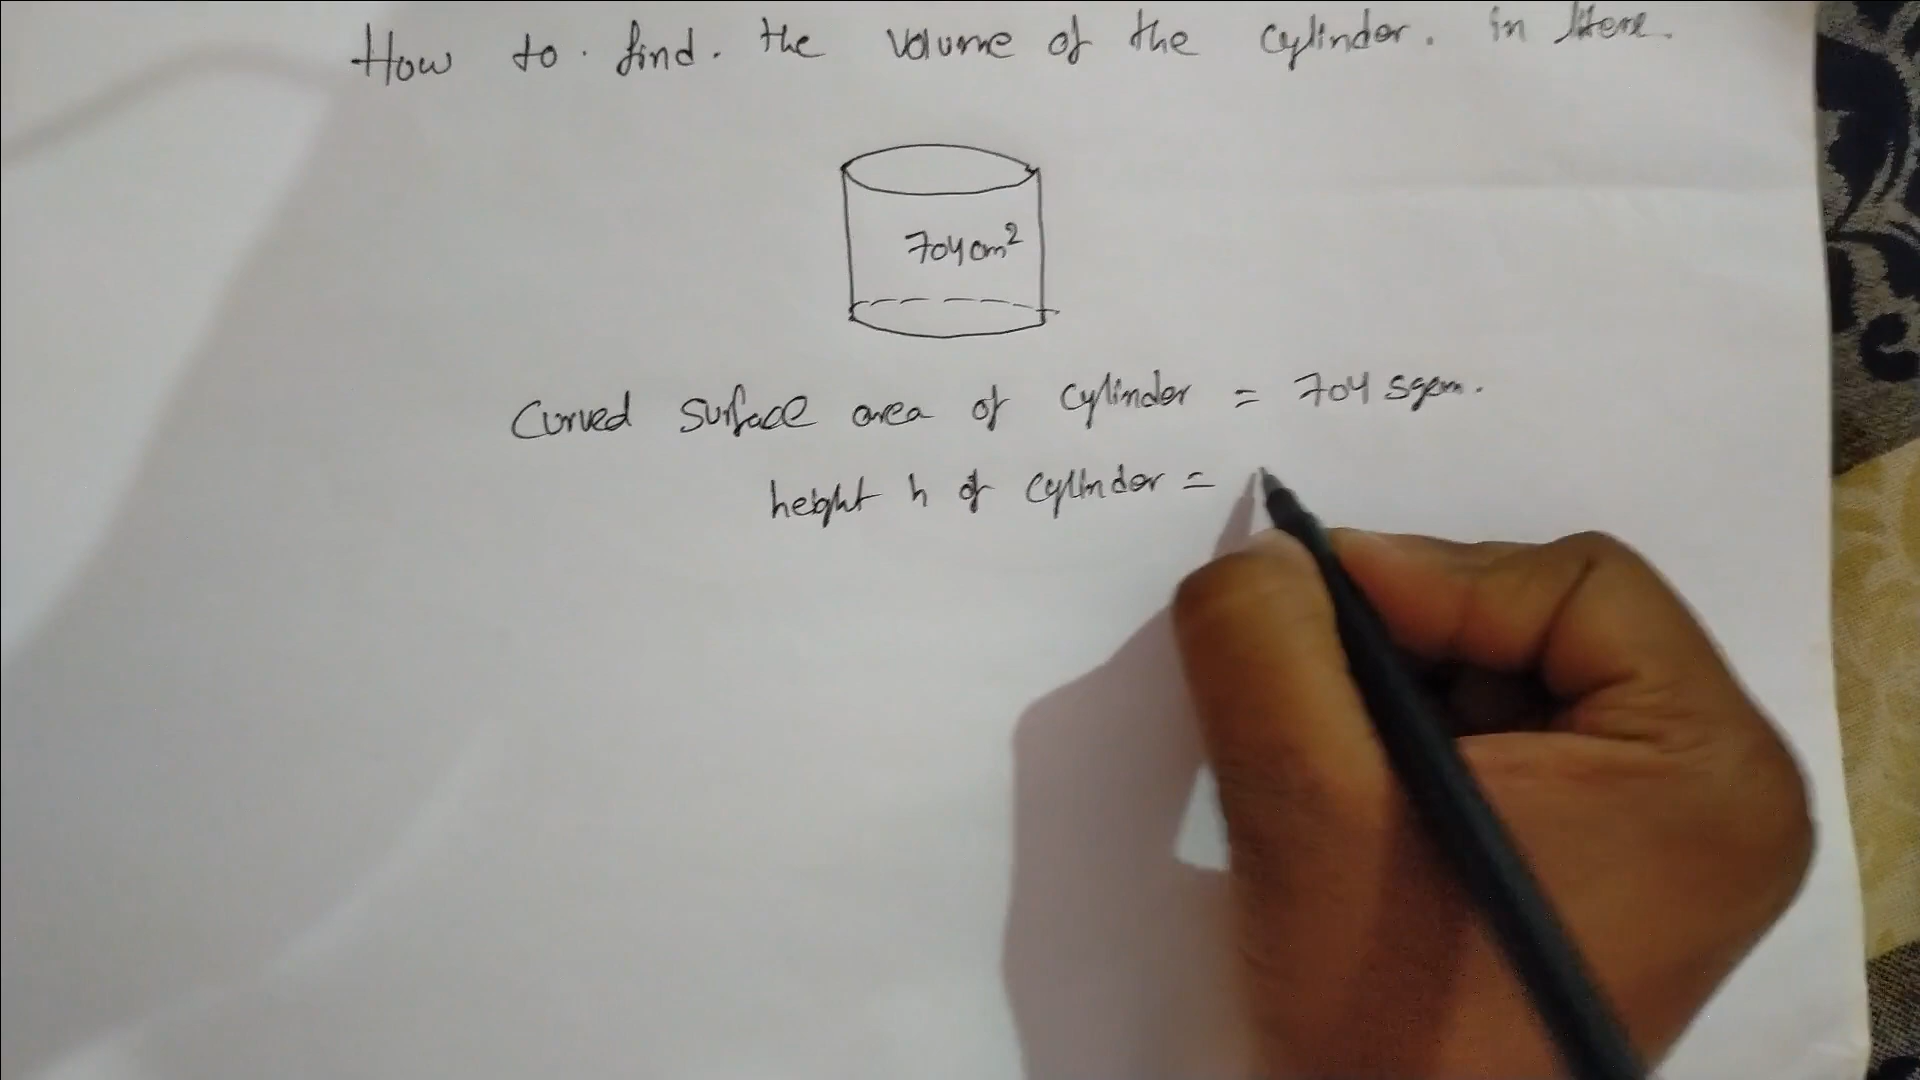 How to find. the volume of the cylinder. in litere.
704 cm²
Curved surface area of cylinder = 704 sqcm.
height h of cylinder =